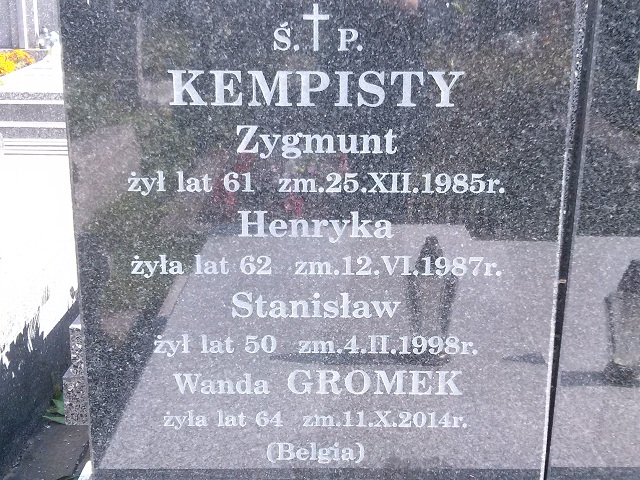 Ś. P.
KEMPISTY
Zygmunt
żył lat 61 zm.25.XII.1985r.
Henryka
żyła lat 62 zm.12.VI.1987r.
Stanisław
żył lat 50 zm.4.II.1998r.
Wanda GROMEK
żyła lat 64 zm.11.X.2014r.
(Belgia)